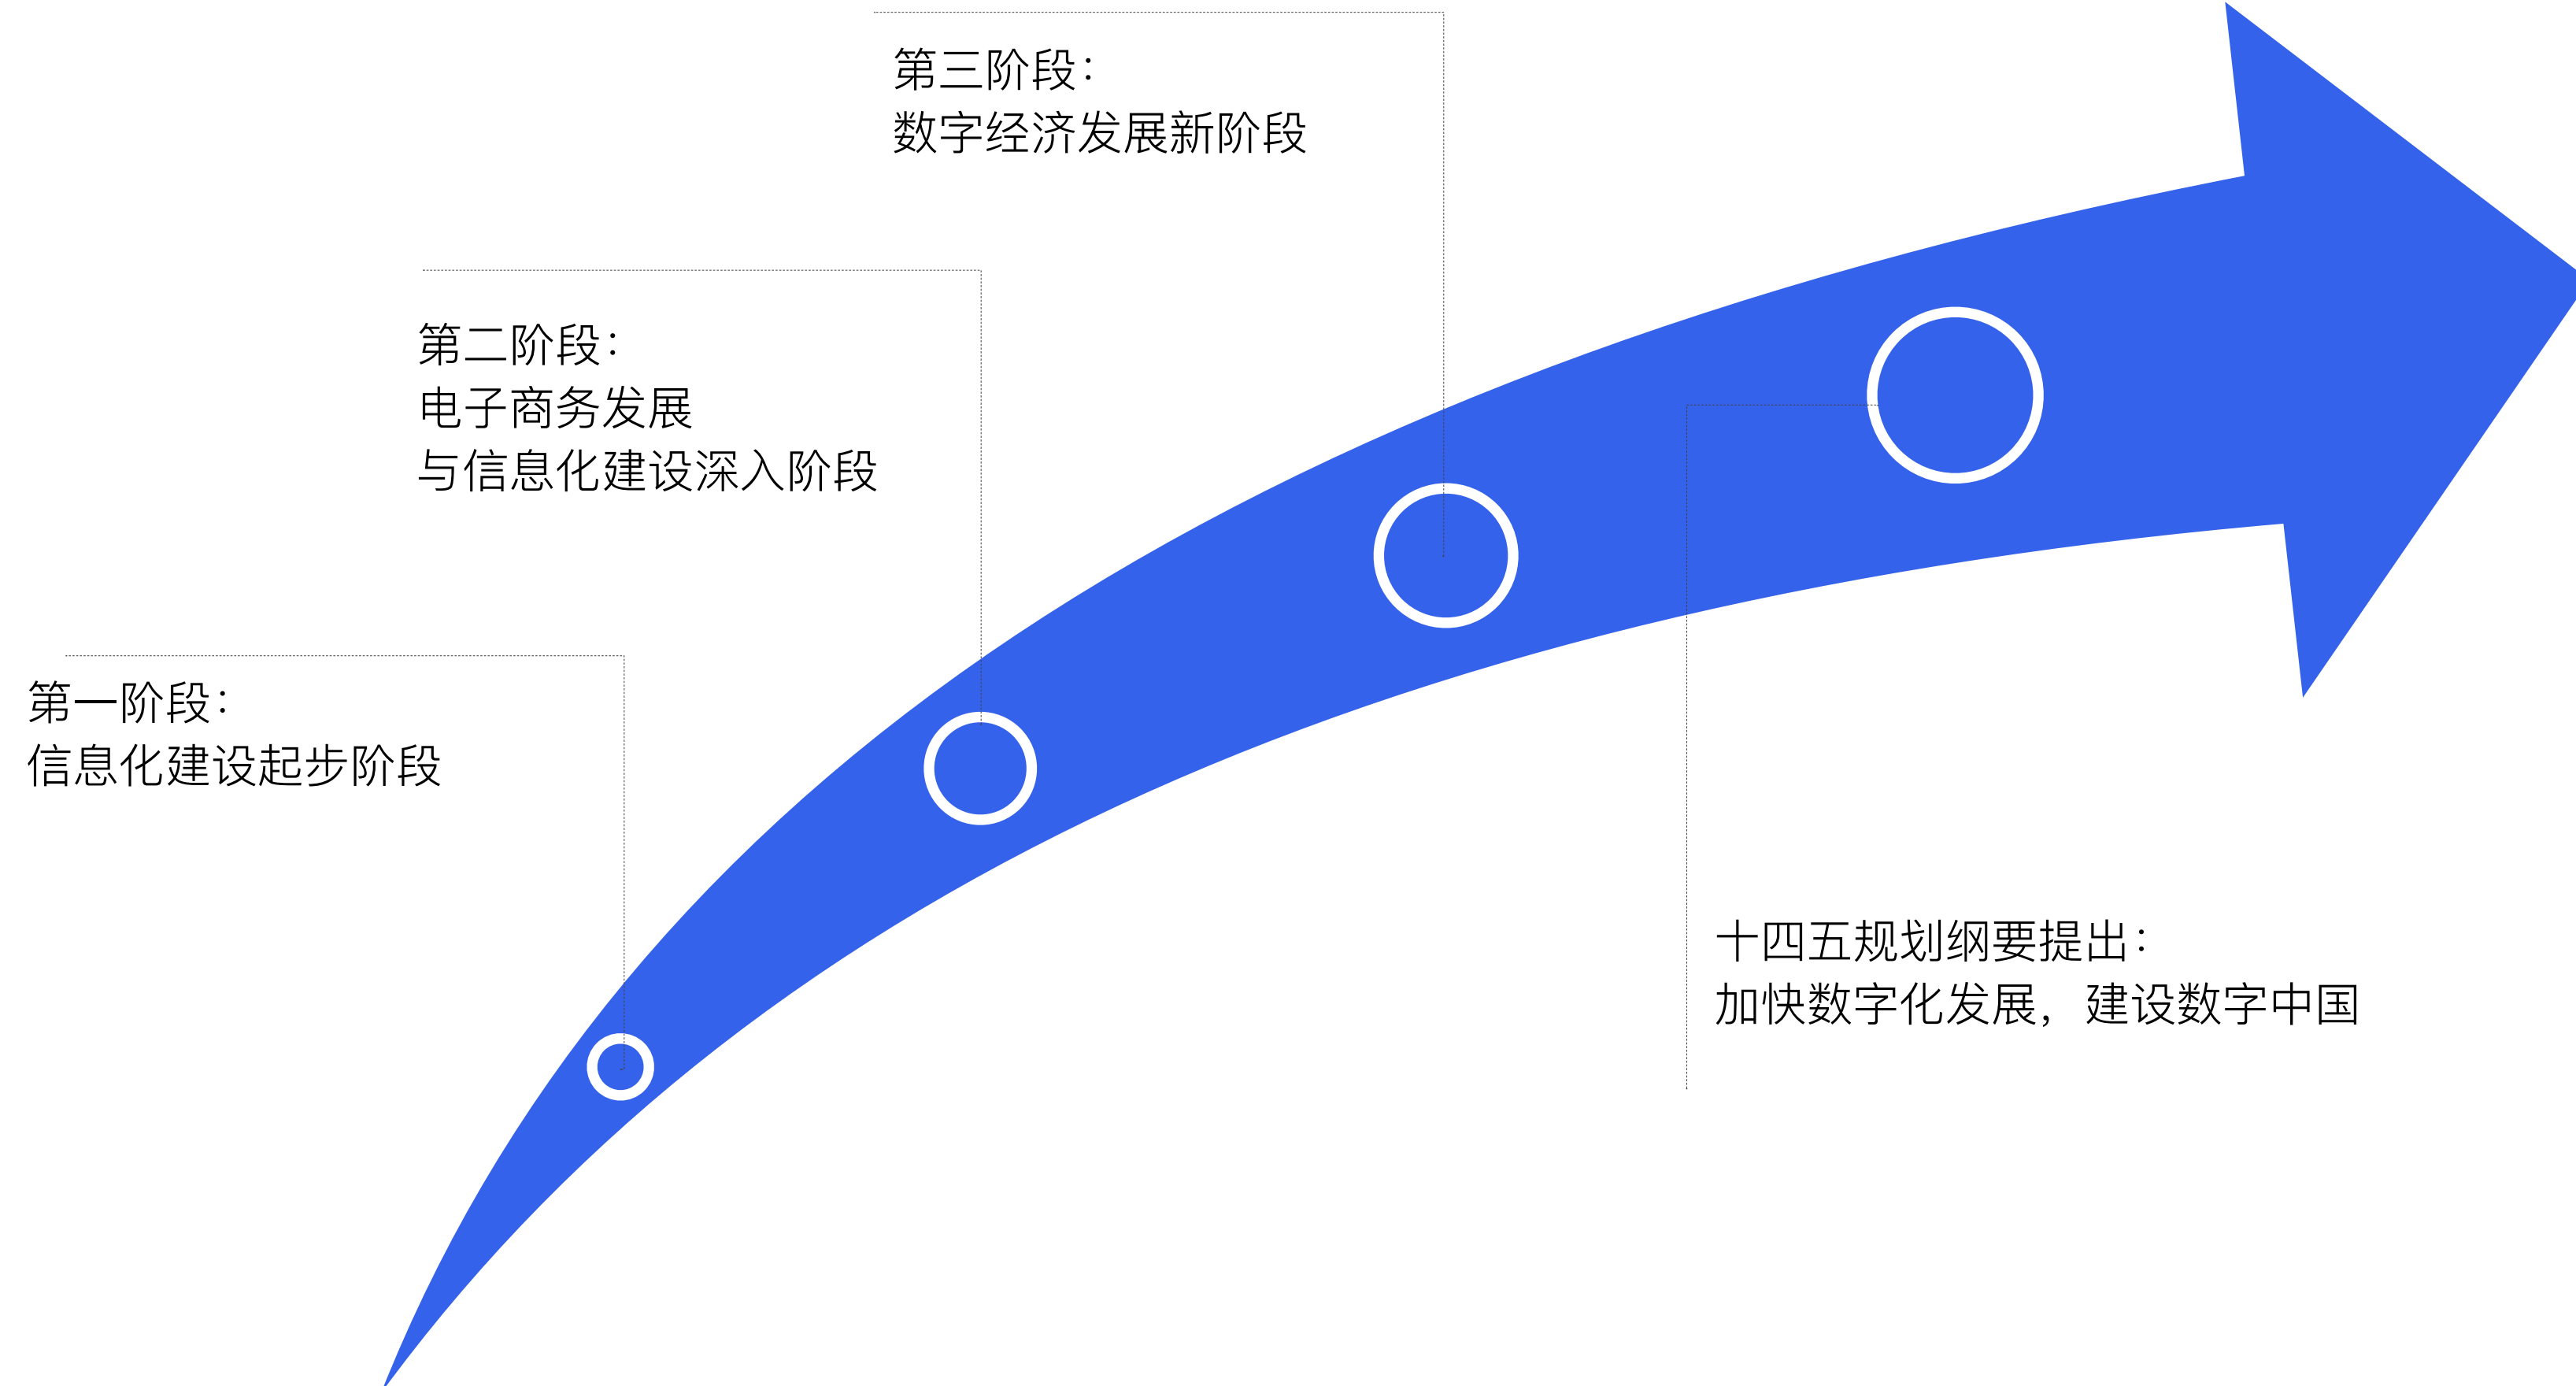 第三阶段：
数字经济发展新阶段
第二阶段：
电子商务发展
与信息化建设深入阶段
第一阶段：
信息化建设起步阶段
十四五规划纲要提出：
加快数字化发展，建设数字中国